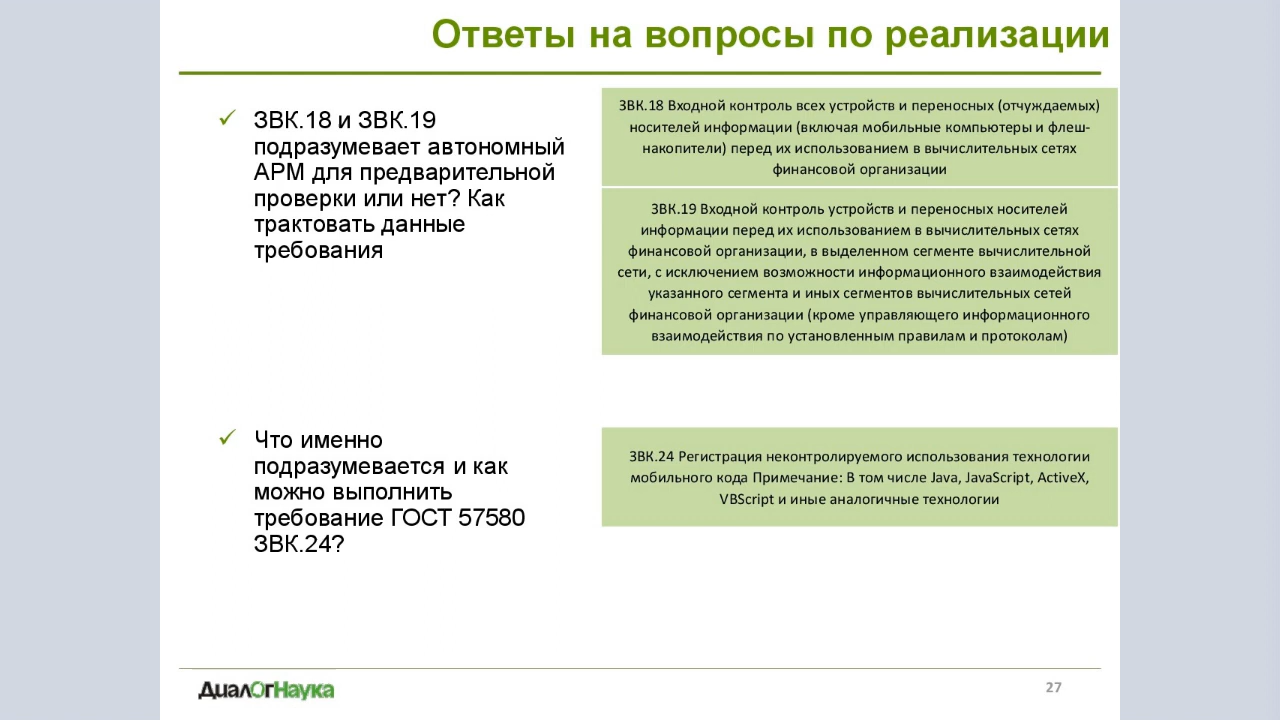 Ответы на вопросы по реализации
ЗВК.18 и ЗВК.19
подразумевает автономный
АРМ для предварительной
проверки или нет? Как
трактовать данные
требования
ЗВК.18 Входной контроль всех устройств и переносных (отчуждаемых)
носителей информации (включая мобильные компьютеры и флеш-
накопители) перед их использованием в вычислительных сетях
финансовой организации
ЗВК.19 Входной контроль устройств и переносных носителей
информации перед их использованием в вычислительных сетях
финансовой организации, в выделенном сегменте вычислительной
сети, с исключением возможности информационного взаимодействия
указанного сегмента и иных сегментов вычислительных сетей
финансовой организации (кроме управляющего информационного
взаимодействия по установленным правилам и протоколам)
Что именно
подразумевается и как
можно выполнить
требование ГОСТ 57580
ЗВК.24?
ЗВК.24 Регистрация неконтролируемого использования технологии
мобильного кода Примечание: В том числе Java, JavaScript, ActiveX,
VBScript и иные аналогичные технологии
ДиалОгНаука
27